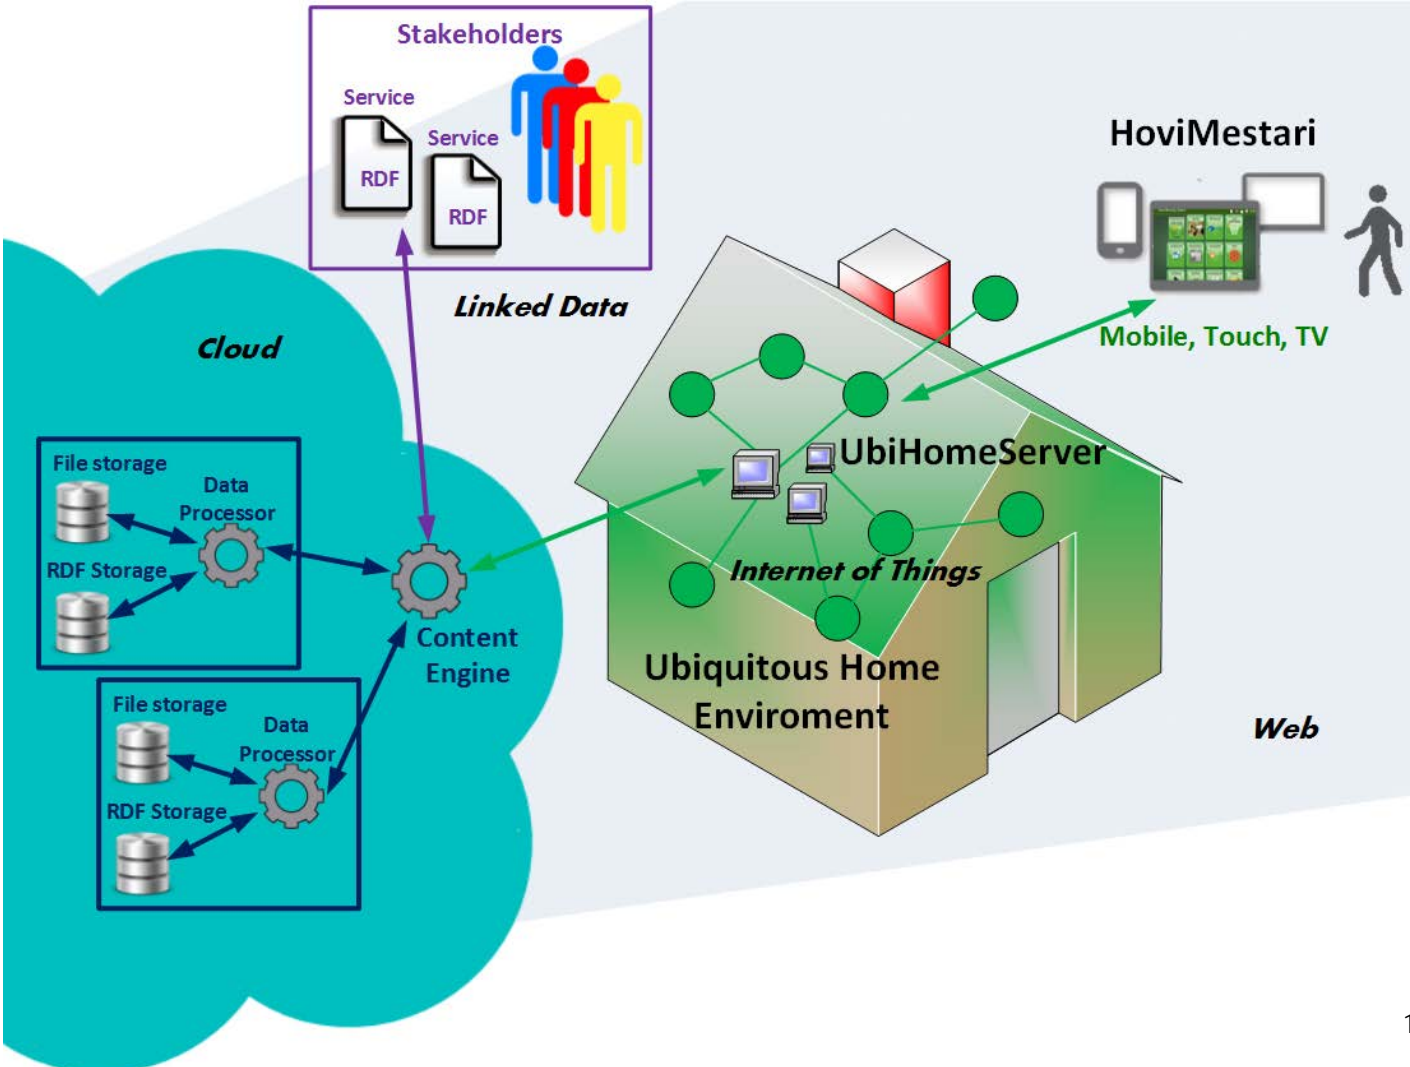 Stakeholders
Service
RDF
Service
RDF
HoviMestari
Mobile, Touch, TV
Linked Data
Cloud
File storage
Data
Processor
RDF Storage
Content
Engine
File storage
Data
Processor
RDF Storage
UbiHomeServer
Internet of Things
Ubiquitous Home
Enviroment
Web
1